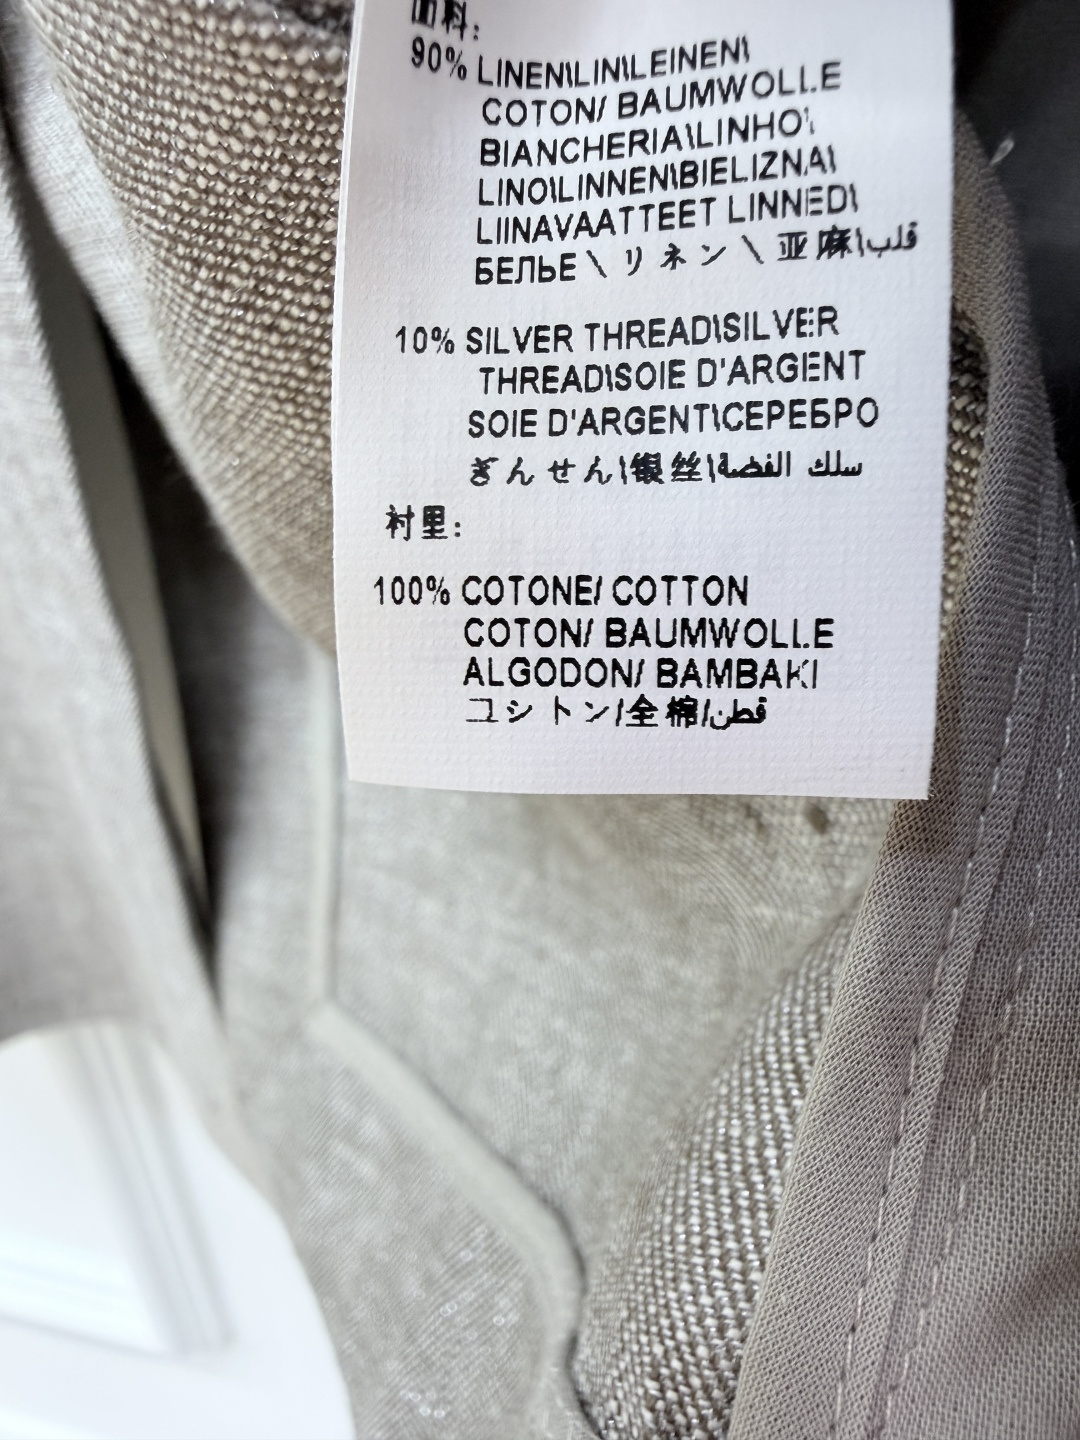 面料:
90% LINEN\LIN\LEINEN\
COTON/ BAUMWOLLE
BIANCHERIA\LINHO\
LINO\LINNEN\BIELIZNA\
LIINAVAATTEET LINNED\
БЕЛЬЕ \ リネン \ 亚麻\قلب
10% SILVER THREAD\SILVER
THREAD\SOIE D'ARGENT
SOIE D'ARGENT\СЕРЕБРО
ぎんせん\银丝\سلك الفضة
衬里:
100% COTONE/ COTTON
COTON/ BAUMWOLLE
ALGODON/ BAMBAKI
コシトン/全棉/قطن